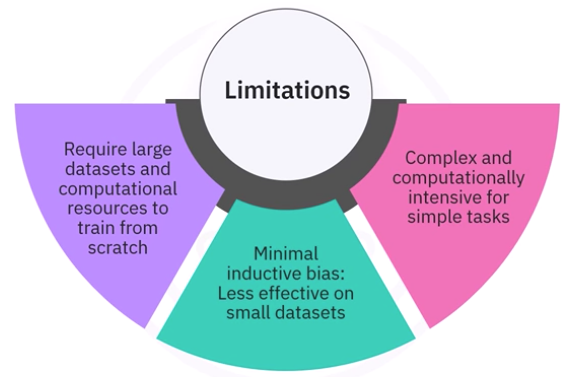 Limitations
Require large
datasets and
computational
resources to
train from
scratch
Minimal
inductive bias:
Less effective on
small datasets
Complex and
computationally
intensive for
simple tasks